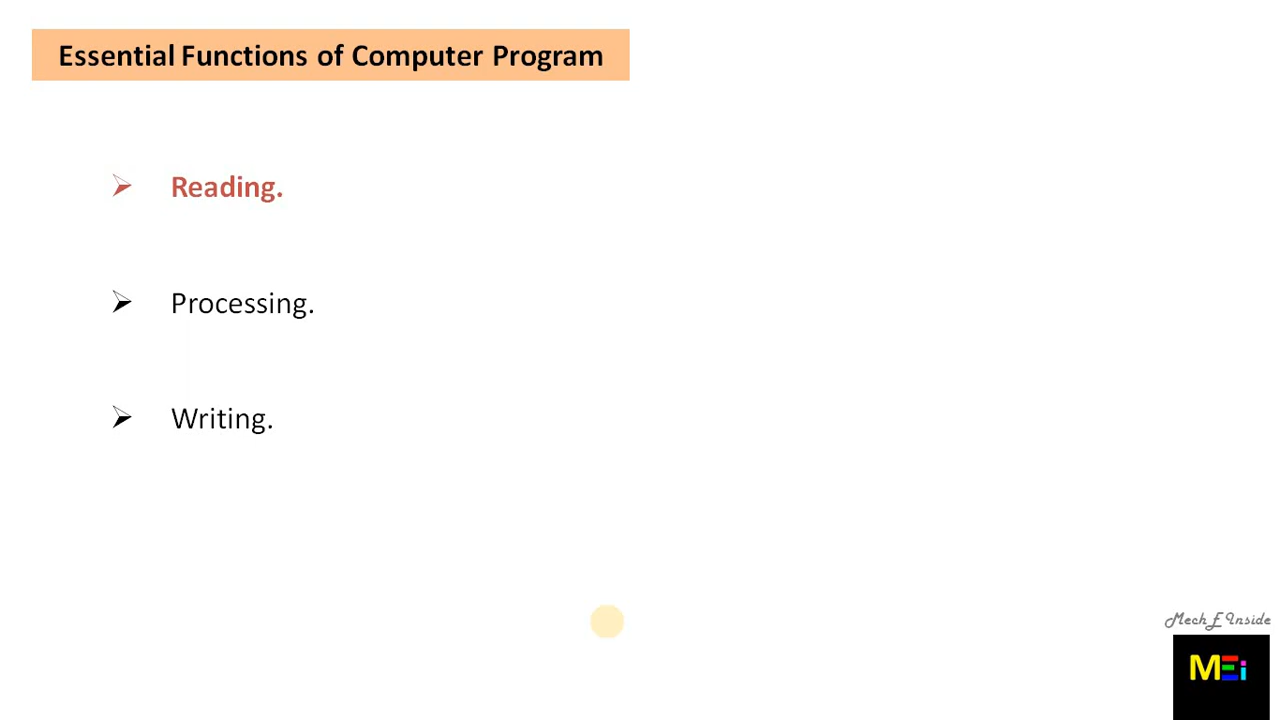 Essential Functions of Computer Program
Reading.
Processing.
Writing.
Mech E Inside
MEi